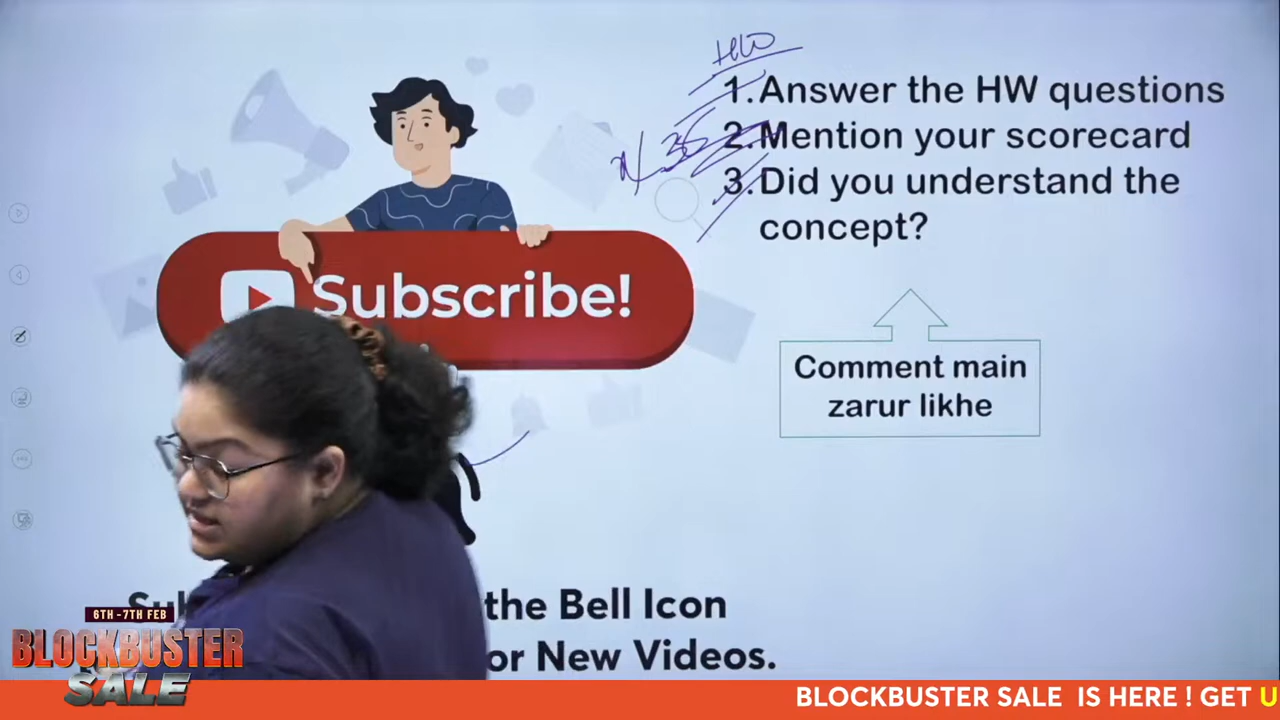 HW
1. Answer the HW questions
2. Mention your scorecard
3. Did you understand the
concept?
Subscribe!
Comment main
zarur likhe
the Bell Icon
or New Videos.
6TH -7TH FEB
BLOCKBUSTER
SALE
BLOCKBUSTER SALE IS HERE ! GET U